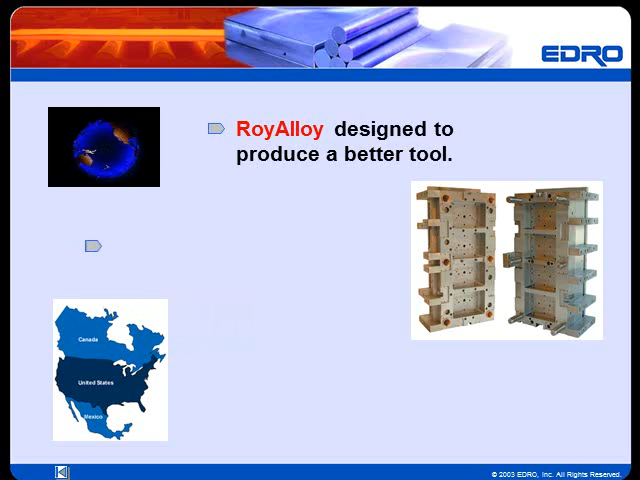 EDRO
RoyAlloy designed to
produce a better tool.
Canada
United States
Mexico
© 2003 EDRO, Inc. All Rights Reserved.